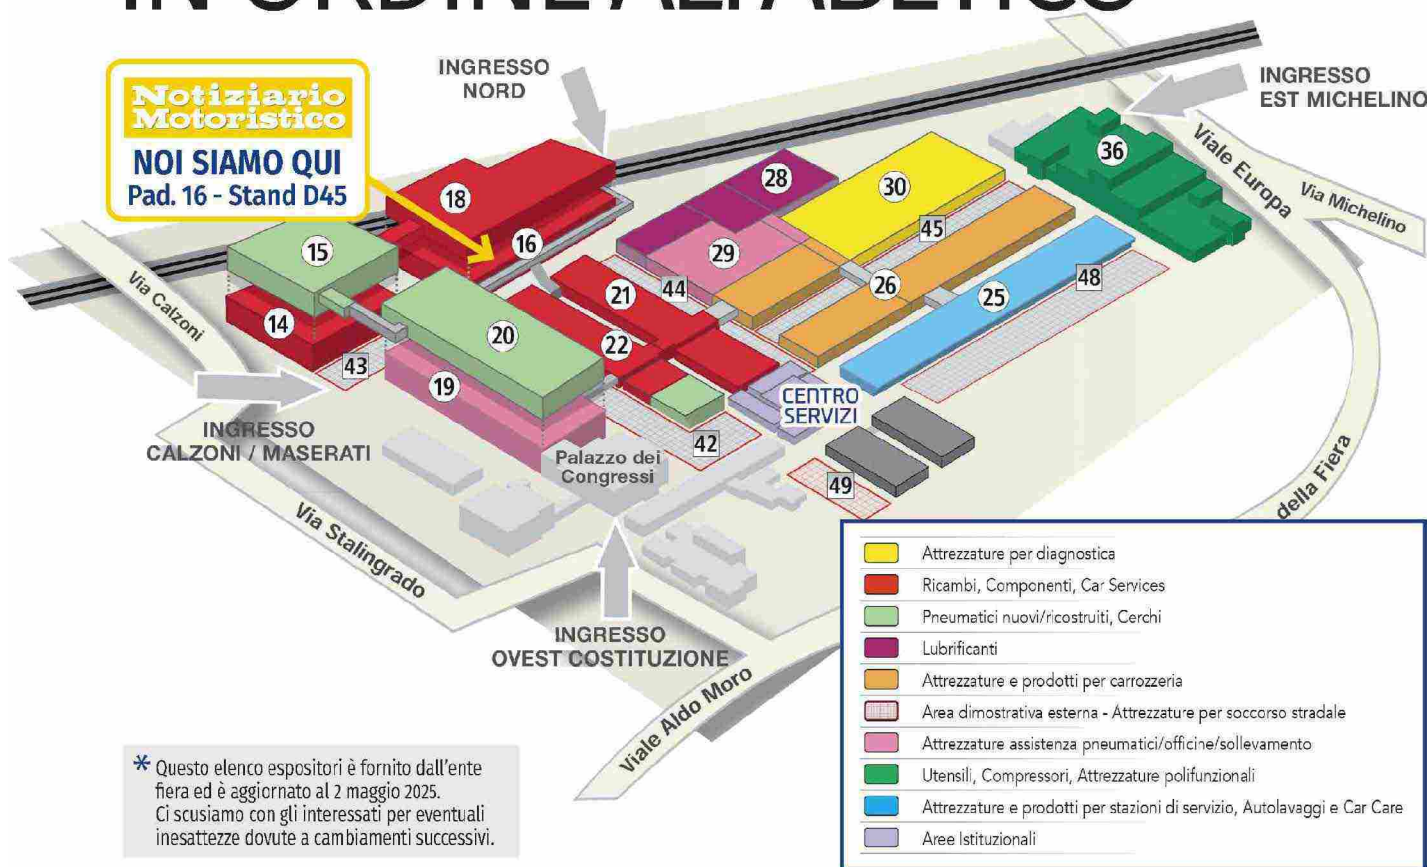 IN ORDINE ALFABETICO
Notiziario
Motoristico
NOI SIAMO QUI
Pad. 16 - Stand D45
INGRESSO
NORD
INGRESSO
EST MICHELINO
Viale Europa
Via Michelino
36
28
30
18
45
16
15
29
26
48
21
44
25
Via Calzoni
14
20
22
43
19
CENTRO
SERVIZI
INGRESSO
CALZONI / MASERATI
42
Palazzo dei
Congressi
49
della Fiera
Via Stalingrado
INGRESSO
OVEST COSTITUZIONE
Viale Aldo Moro
Attrezzature per diagnostica
Ricambi, Componenti, Car Services
Pneumatici nuovi/ricostruiti, Cerchi
Lubrificanti
Attrezzature e prodotti per carrozzeria
Area dimostrativa esterna - Attrezzature per soccorso stradale
Attrezzature assistenza pneumatici/officine/sollevamento
Utensili, Compressori, Attrezzature polifunzionali
Attrezzature e prodotti per stazioni di servizio, Autolavaggi e Car Care
Aree Istituzionali
* Questo elenco espositori è fornito dall'ente
fiera ed è aggiornato al 2 maggio 2025.
Ci scusiamo con gli interessati per eventuali
inesattezze dovute a cambiamenti successivi.